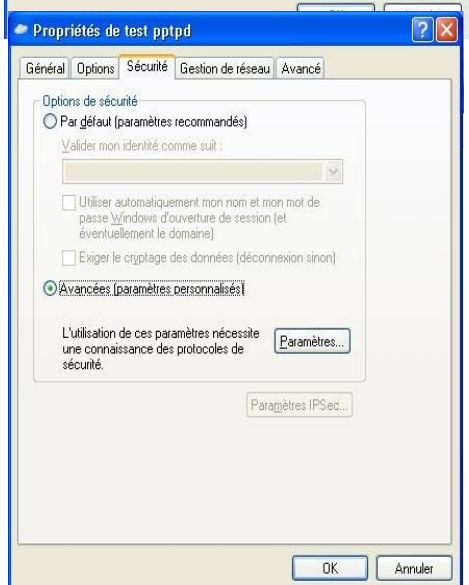 Propriétés de test pptpd
Général Options Sécurité Gestion de réseau Avancé
Options de sécurité
Par défaut (paramètres recommandés)
Valider mon identité comme suit :
Utiliser automatiquement mon nom et mon mot de
passe Windows d'ouverture de session (et
éventuellement le domaine)
Exiger le cryptage des données (déconnexion sinon)
Avancées (paramètres personnalisés)
L'utilisation de ces paramètres nécessite
une connaissance des protocoles de
sécurité.
Paramètres...
Paramètres IPSec...
OK Annuler